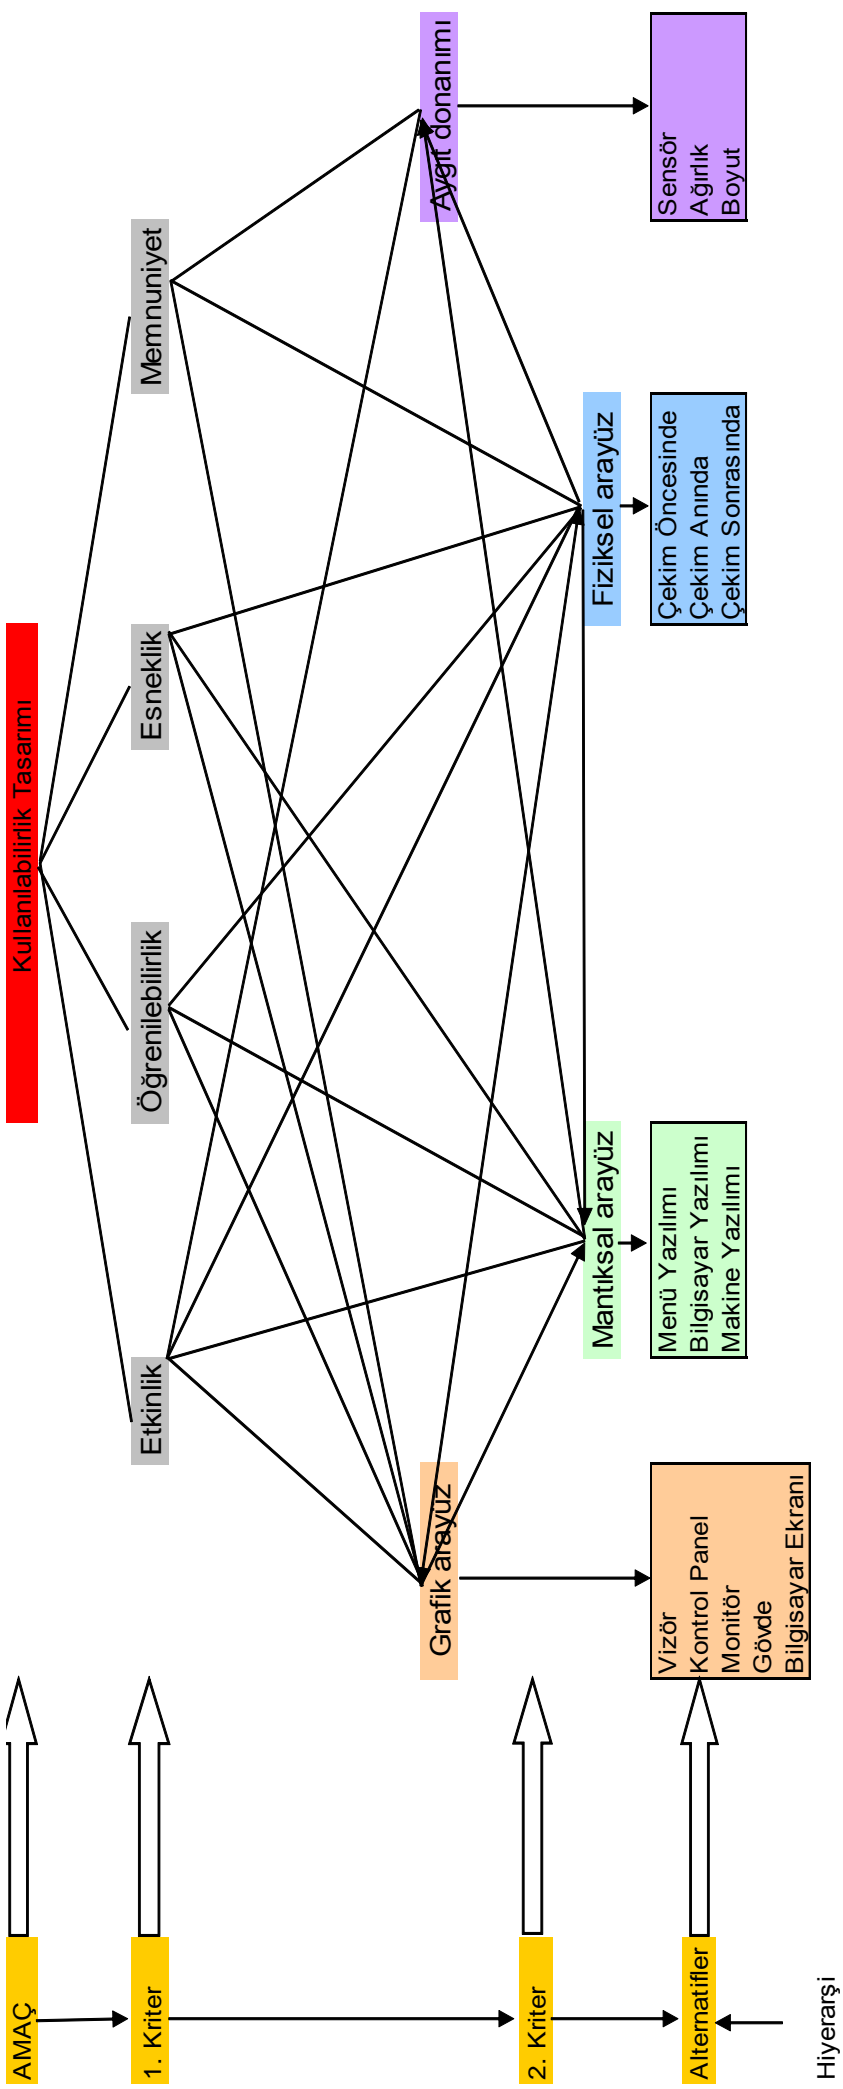 AMAÇ
Kullanılabilirlik Tasarımı
1. Kriter
Etkinlik
Öğrenilebilirlik
Esneklik
Memnuniyet
2. Kriter
Grafik arayüz
Aygıt donanımı
Mantıksal arayüz
Fiziksel arayüz
Alternatifler
Vizör
Kontrol Panel
Monitör
Gövde
Bilgisayar Ekranı
Menü Yazılımı
Bilgisayar Yazılımı
Makine Yazılımı
Çekim Öncesinde
Çekim Anında
Çekim Sonrasında
Sensör
Ağırlık
Boyut
Hiyerarşi